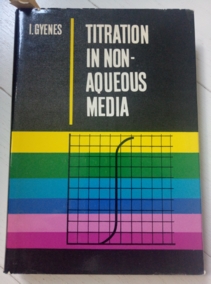 I. GYENES
TITRATION
IN NON-
AQUEOUS
MEDIA